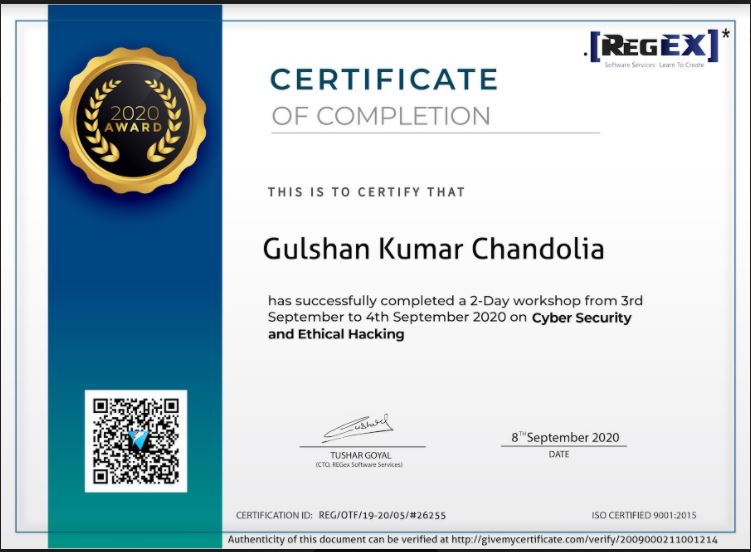 .[REGEX]*
Software Services Learn To Create
2020
AWARD
CERTIFICATE
OF COMPLETION
THIS IS TO CERTIFY THAT
Gulshan Kumar Chandolia
has successfully completed a 2-Day workshop from 3rd
September to 4th September 2020 on Cyber Security
and Ethical Hacking
Gushal
TUSHAR GOYAL
(CTO, REGex Software Services)
8TH September 2020
DATE
CERTIFICATION ID: REG/OTF/19-20/05/#26255
ISO CERTIFIED 9001:2015
Authenticity of this document can be verified at http://givemycertificate.com/verify/2009000211001214